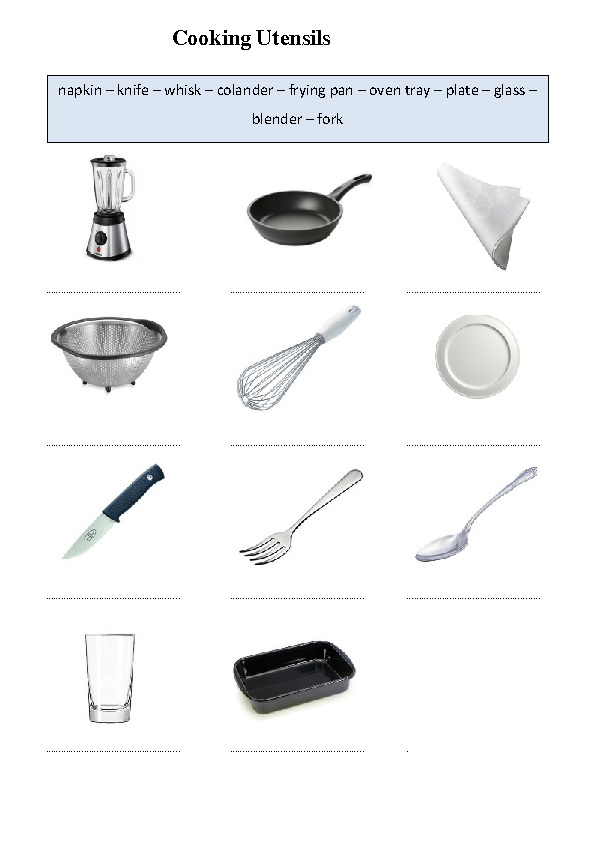 Cooking Utensils
napkin – knife – whisk – colander – frying pan – oven tray – plate – glass –
blender – fork